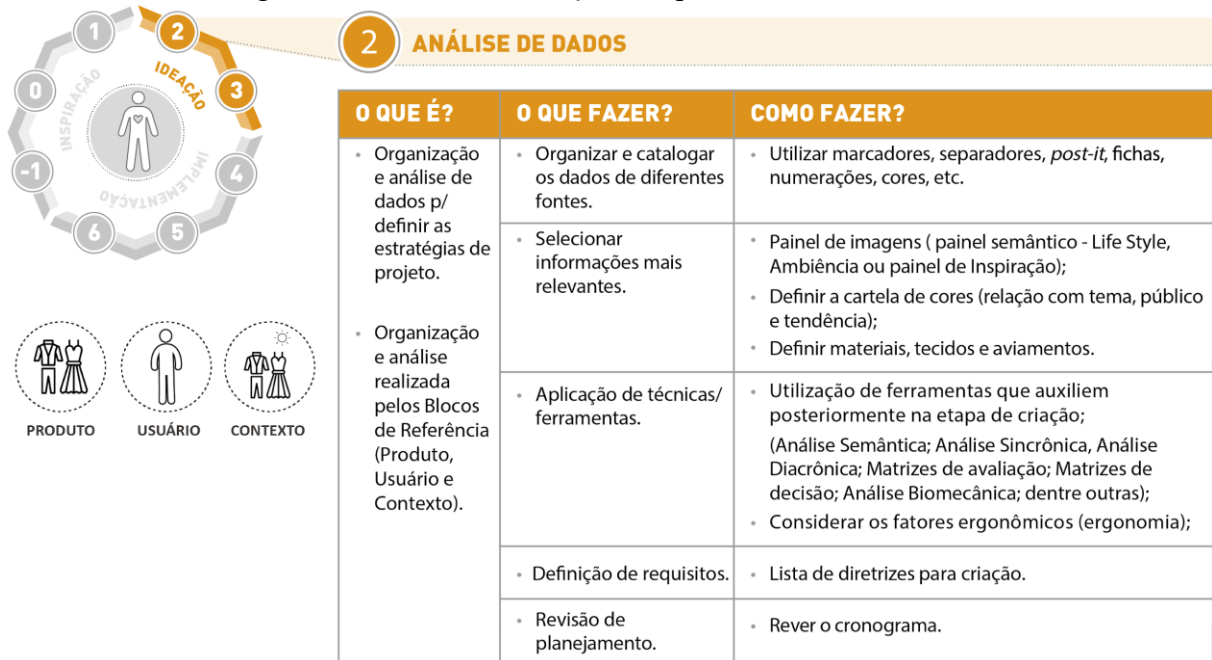 1
2
IDEAÇÃO
3
0
INSPIRAÇÃO
-1
IMPLEMENTAÇÃO
4
6
5
2 ANÁLISE DE DADOS
O QUE É?
O QUE FAZER?
COMO FAZER?
• Organização
e análise de
dados p/
definir as
estratégias de
projeto.
• Organização
e análise
realizada
pelos Blocos
de Referência
(Produto,
Usuário e
Contexto).
• Organizar e catalogar
os dados de diferentes
fontes.
• Utilizar marcadores, separadores, post-it, fichas,
numerações, cores, etc.
• Selecionar
informações mais
relevantes.
• Painel de imagens ( painel semântico - Life Style,
Ambiência ou painel de Inspiração);
• Definir a cartela de cores (relação com tema, público
e tendência);
• Definir materiais, tecidos e aviamentos.
• Aplicação de técnicas/
ferramentas.
• Utilização de ferramentas que auxiliem
posteriormente na etapa de criação;
(Análise Semântica; Análise Sincrônica, Análise
Diacrônica; Matrizes de avaliação; Matrizes de
decisão; Análise Biomecânica; dentre outras);
• Considerar os fatores ergonômicos (ergonomia);
• Definição de requisitos.
• Lista de diretrizes para criação.
• Revisão de
planejamento.
• Rever o cronograma.
PRODUTO
USUÁRIO
CONTEXTO